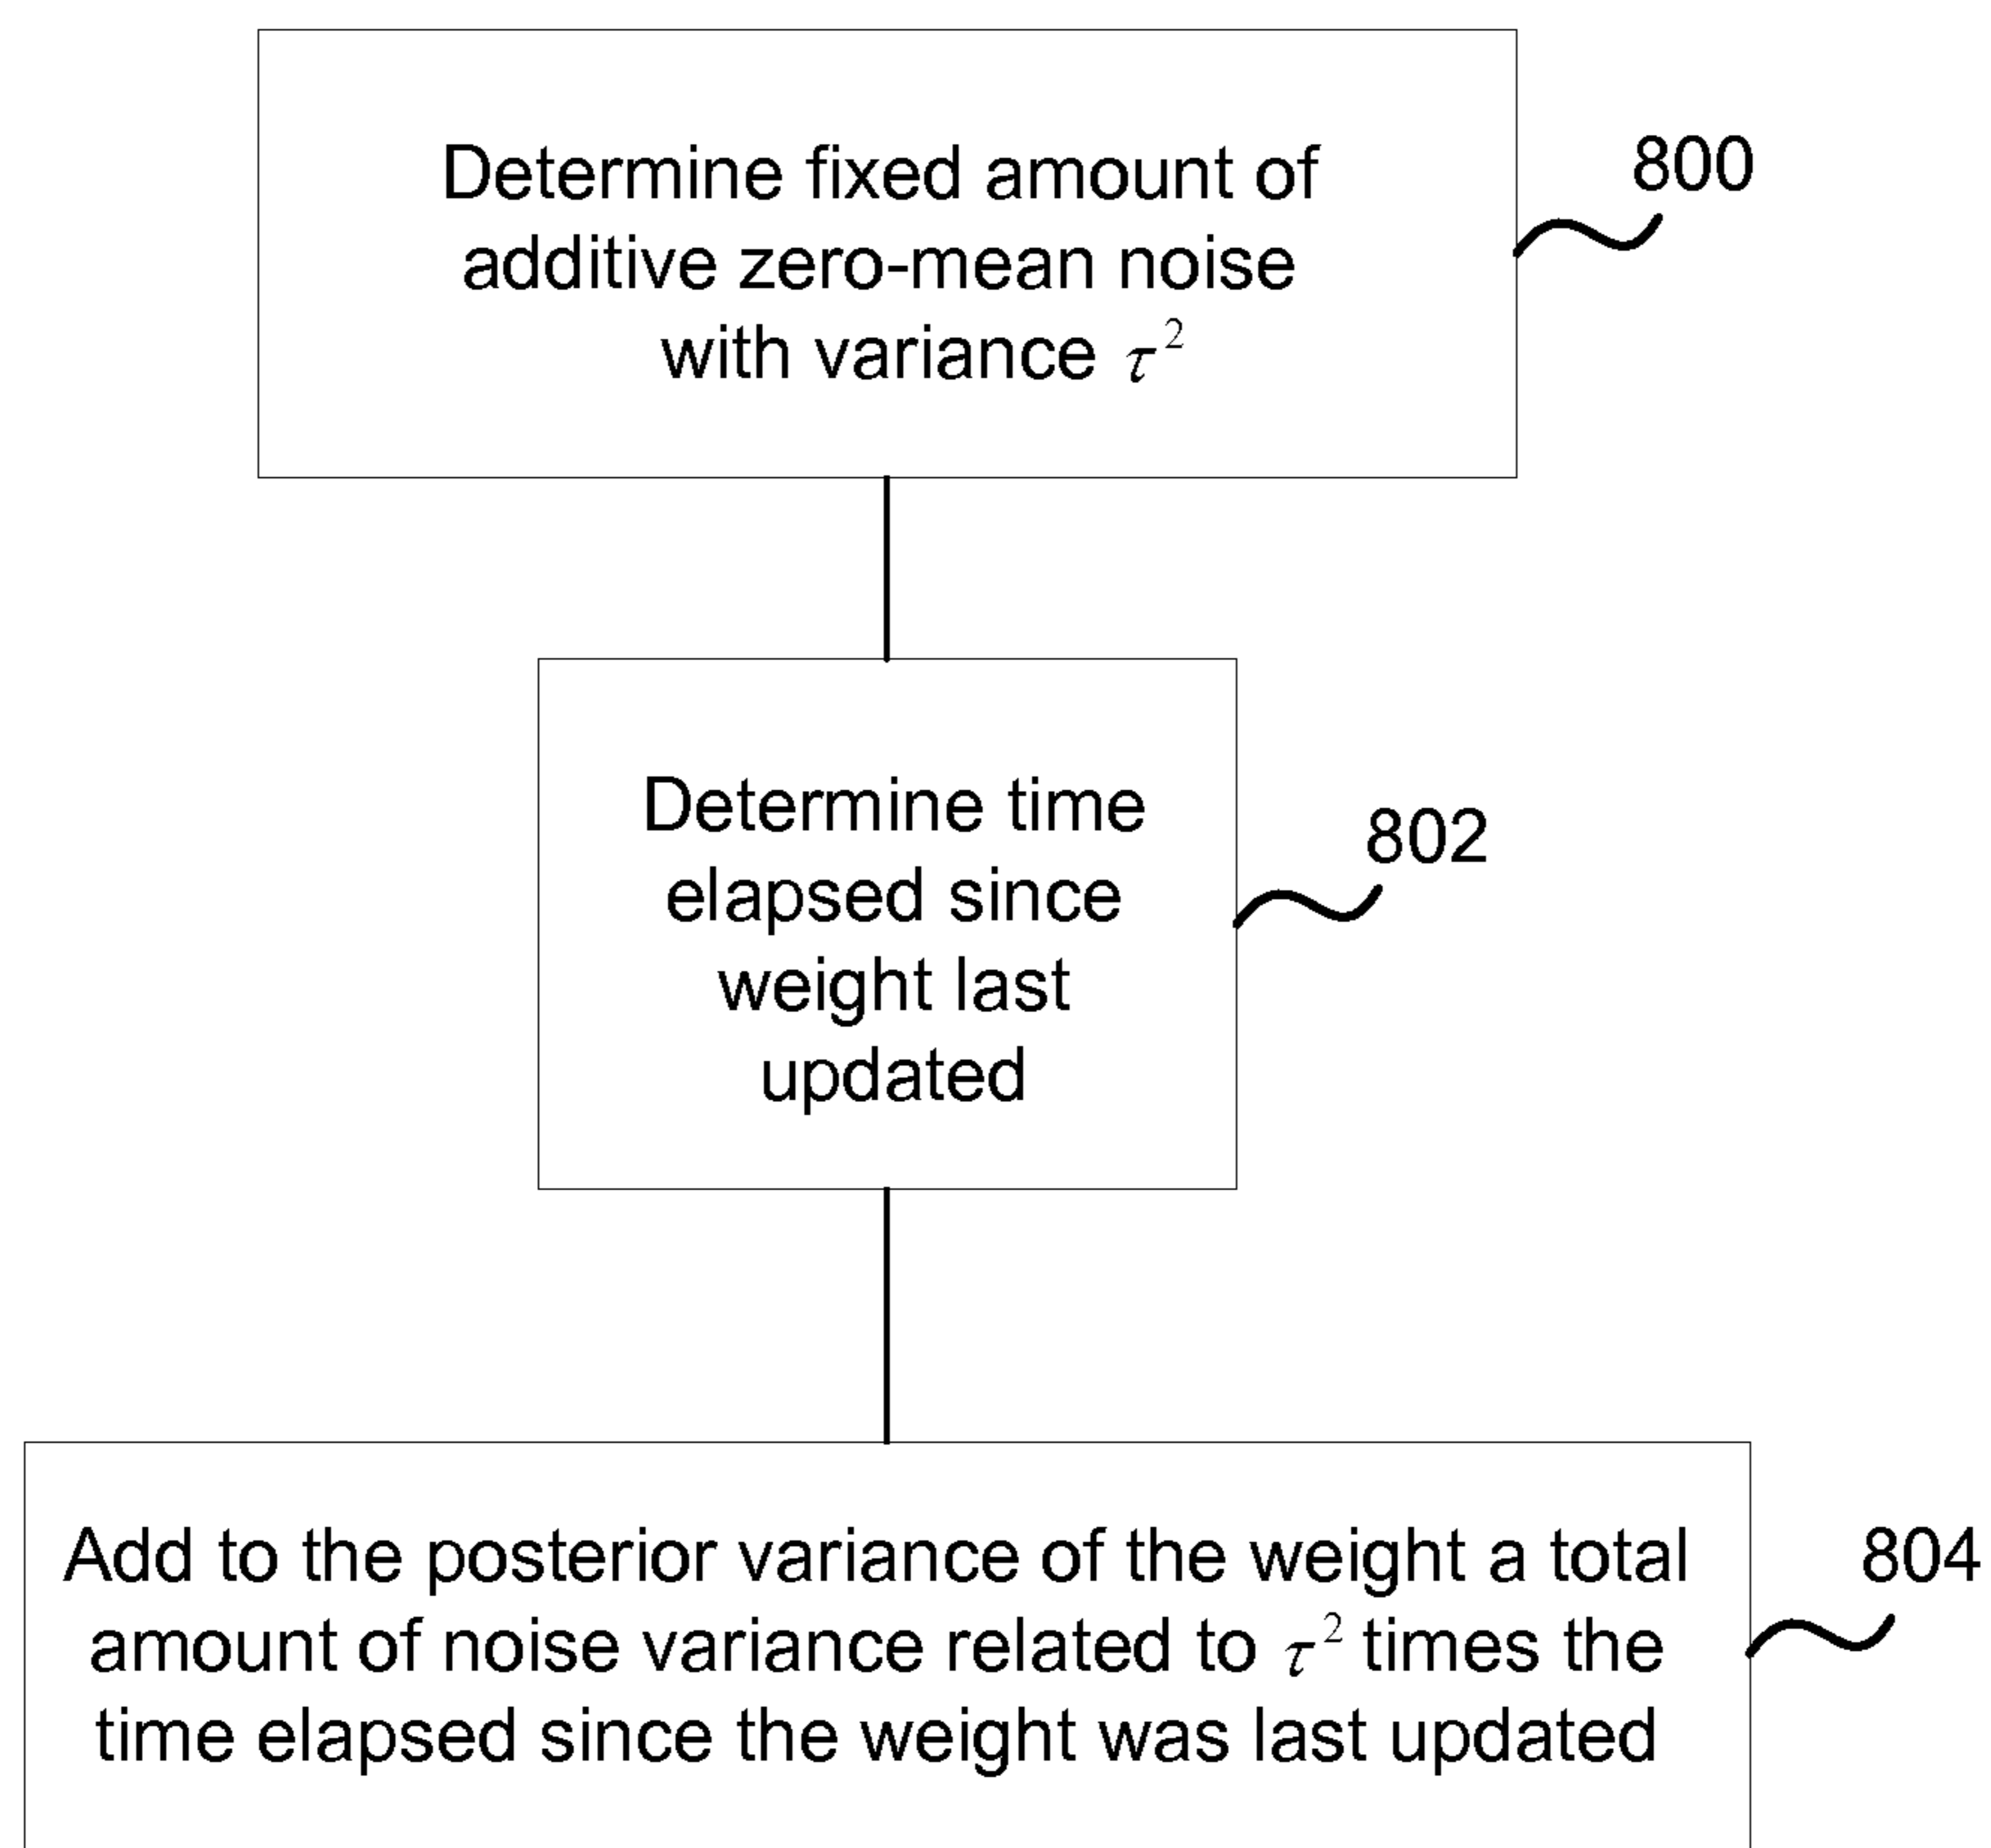 Determine fixed amount of
additive zero-mean noise
with variance τ²
800
Determine time
elapsed since
weight last
updated
802
Add to the posterior variance of the weight a total
amount of noise variance related to τ² times the
time elapsed since the weight was last updated
804